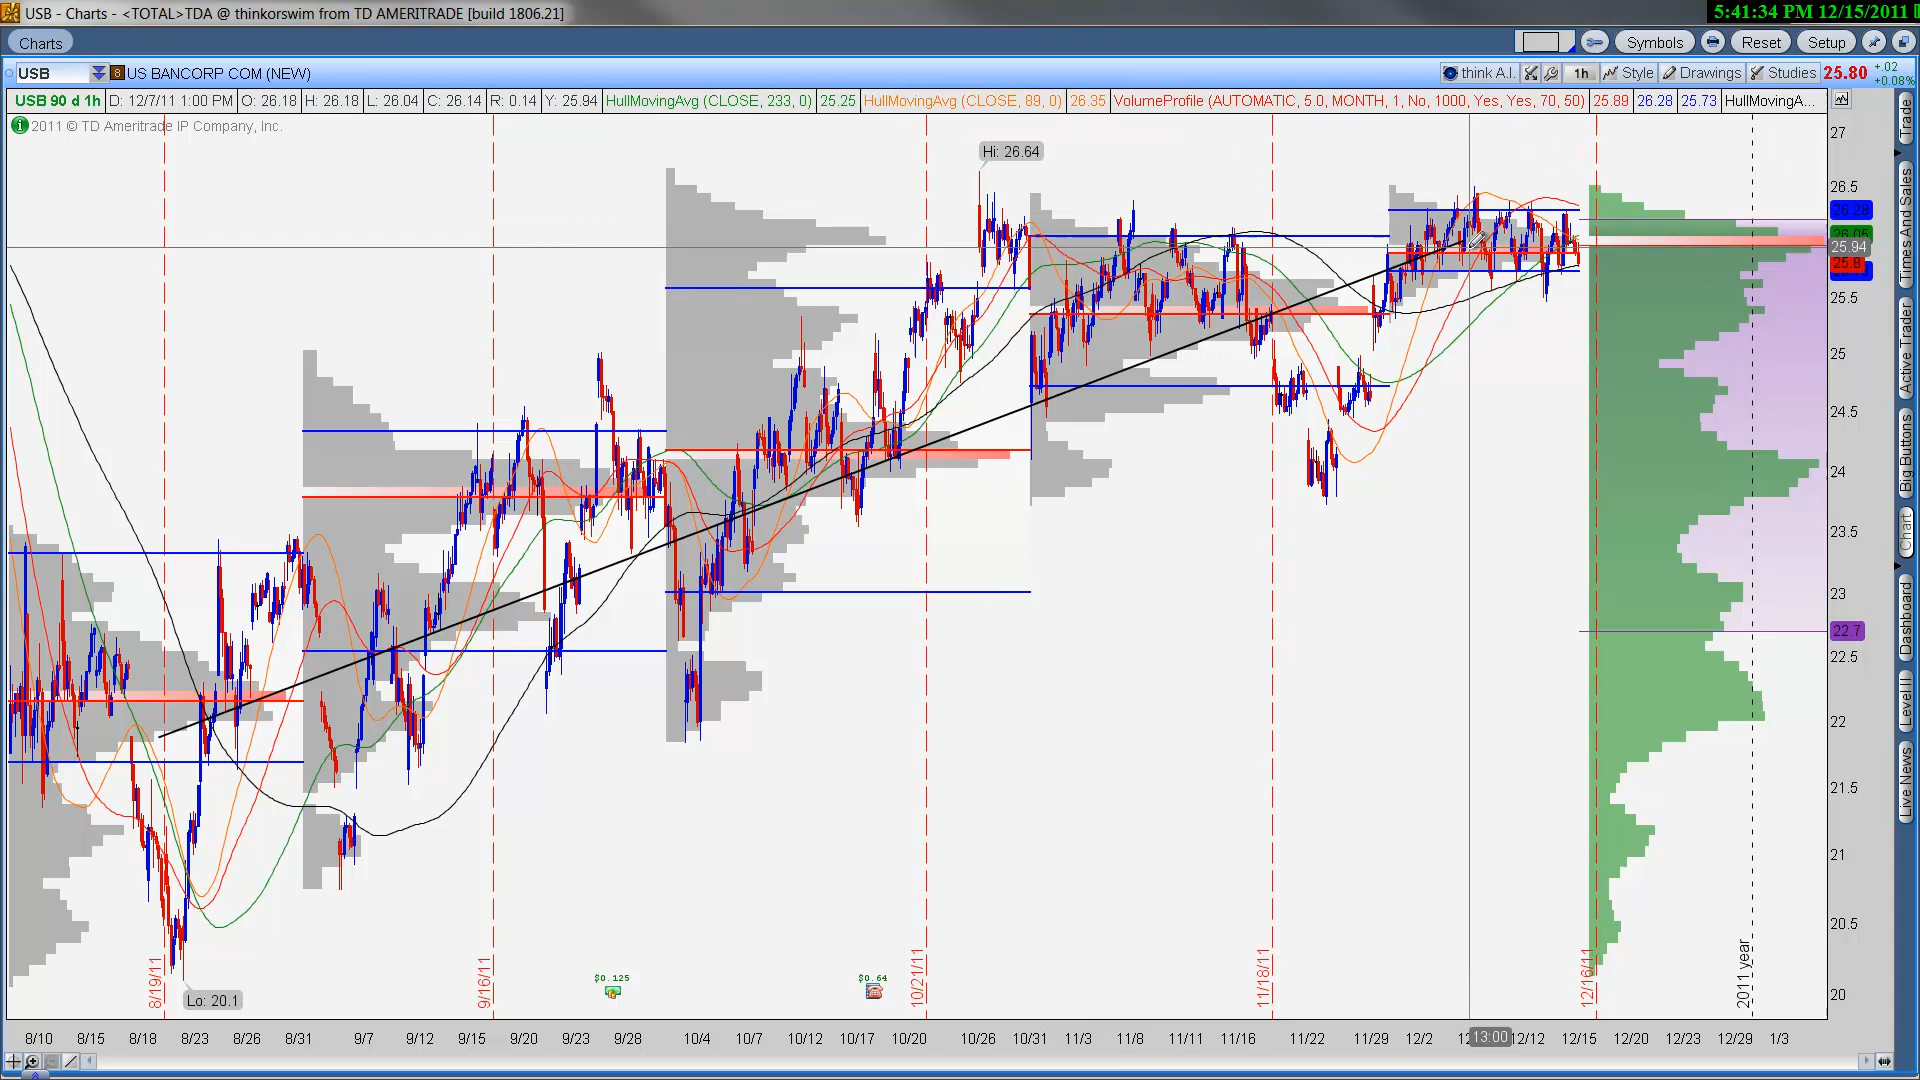 USB - Charts - <TOTAL>TDA @ thinkorswim from TD AMERITRADE [build 1806.21]
5:41:34 PM 12/15/2011
Charts
Symbols
Reset
Setup
USB
8
US BANCORP COM (NEW)
think A.I.
1h
Style
Drawings
Studies
25.80
+.02
+0.08%
USB 90 d 1h
D: 12/7/11 1:00 PM
O: 26.18
H: 26.18
L: 26.04
C: 26.14
R: 0.14
Y: 25.94
HullMovingAvg (CLOSE, 233, 0)
25.25
HullMovingAvg (CLOSE, 89, 0)
26.35
VolumeProfile (AUTOMATIC, 5.0, MONTH, 1, No, 1000, Yes, Yes, 70, 50)
25.89
26.28
25.73
HullMovingA...
2011 © TD Ameritrade IP Company, Inc.
Hi: 26.64
Lo: 20.1
$0.125
$0.64
8/19/11
9/16/11
10/21/11
11/18/11
12/16/11
2011 year
27
26.5
26.28
26.05
25.94
25.8
25.5
25
24.5
24
23.5
23
22.7
22.5
22
21.5
21
20.5
20
8/10
8/15
8/18
8/23
8/26
8/31
9/7
9/12
9/15
9/20
9/23
9/28
10/4
10/7
10/12
10/17
10/20
10/26
10/31
11/3
11/8
11/11
11/16
11/22
11/29
12/2
13:00
12/12
12/15
12/20
12/23
12/29
1/3
Trade
Times And Sales
Active Trader
Big Buttons
Chart
Dashboard
Level II
Live News